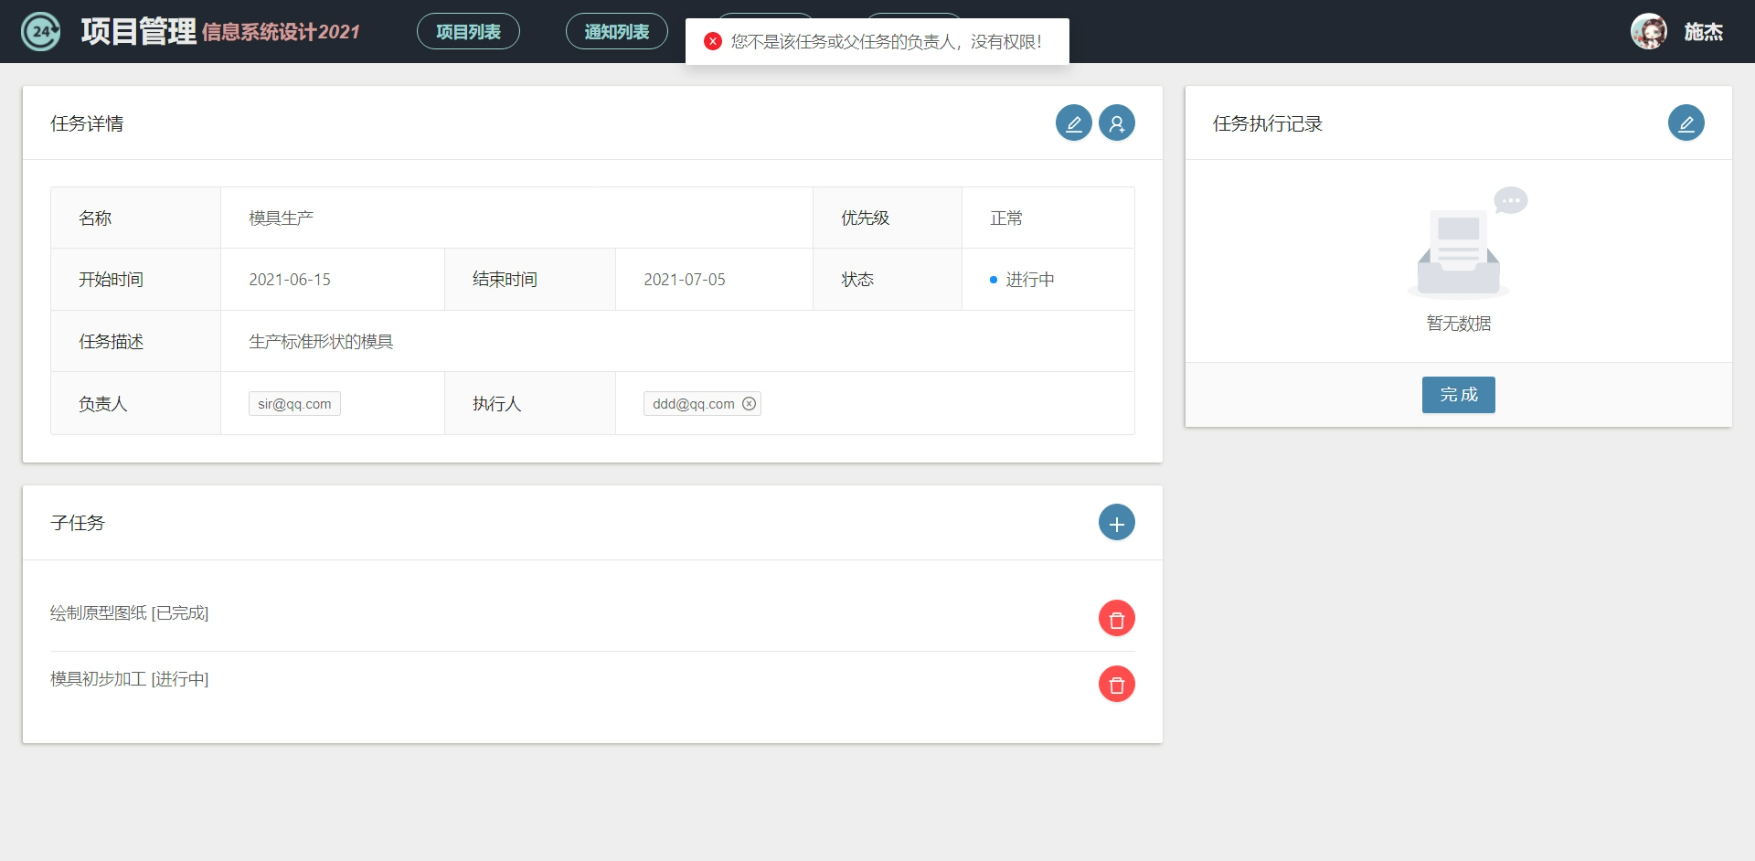 24 项目管理 信息系统设计2021 项目列表 通知列表 施杰
您不是该任务或父任务的负责人，没有权限！
任务详情
名称 模具生产 优先级 正常
开始时间 2021-06-15 结束时间 2021-07-05 状态 进行中
任务描述 生产标准形状的模具
负责人 sir@qq.com 执行人 ddd@qq.com
子任务
绘制原型图纸 [已完成]
模具初步加工 [进行中]
任务执行记录
暂无数据
完成